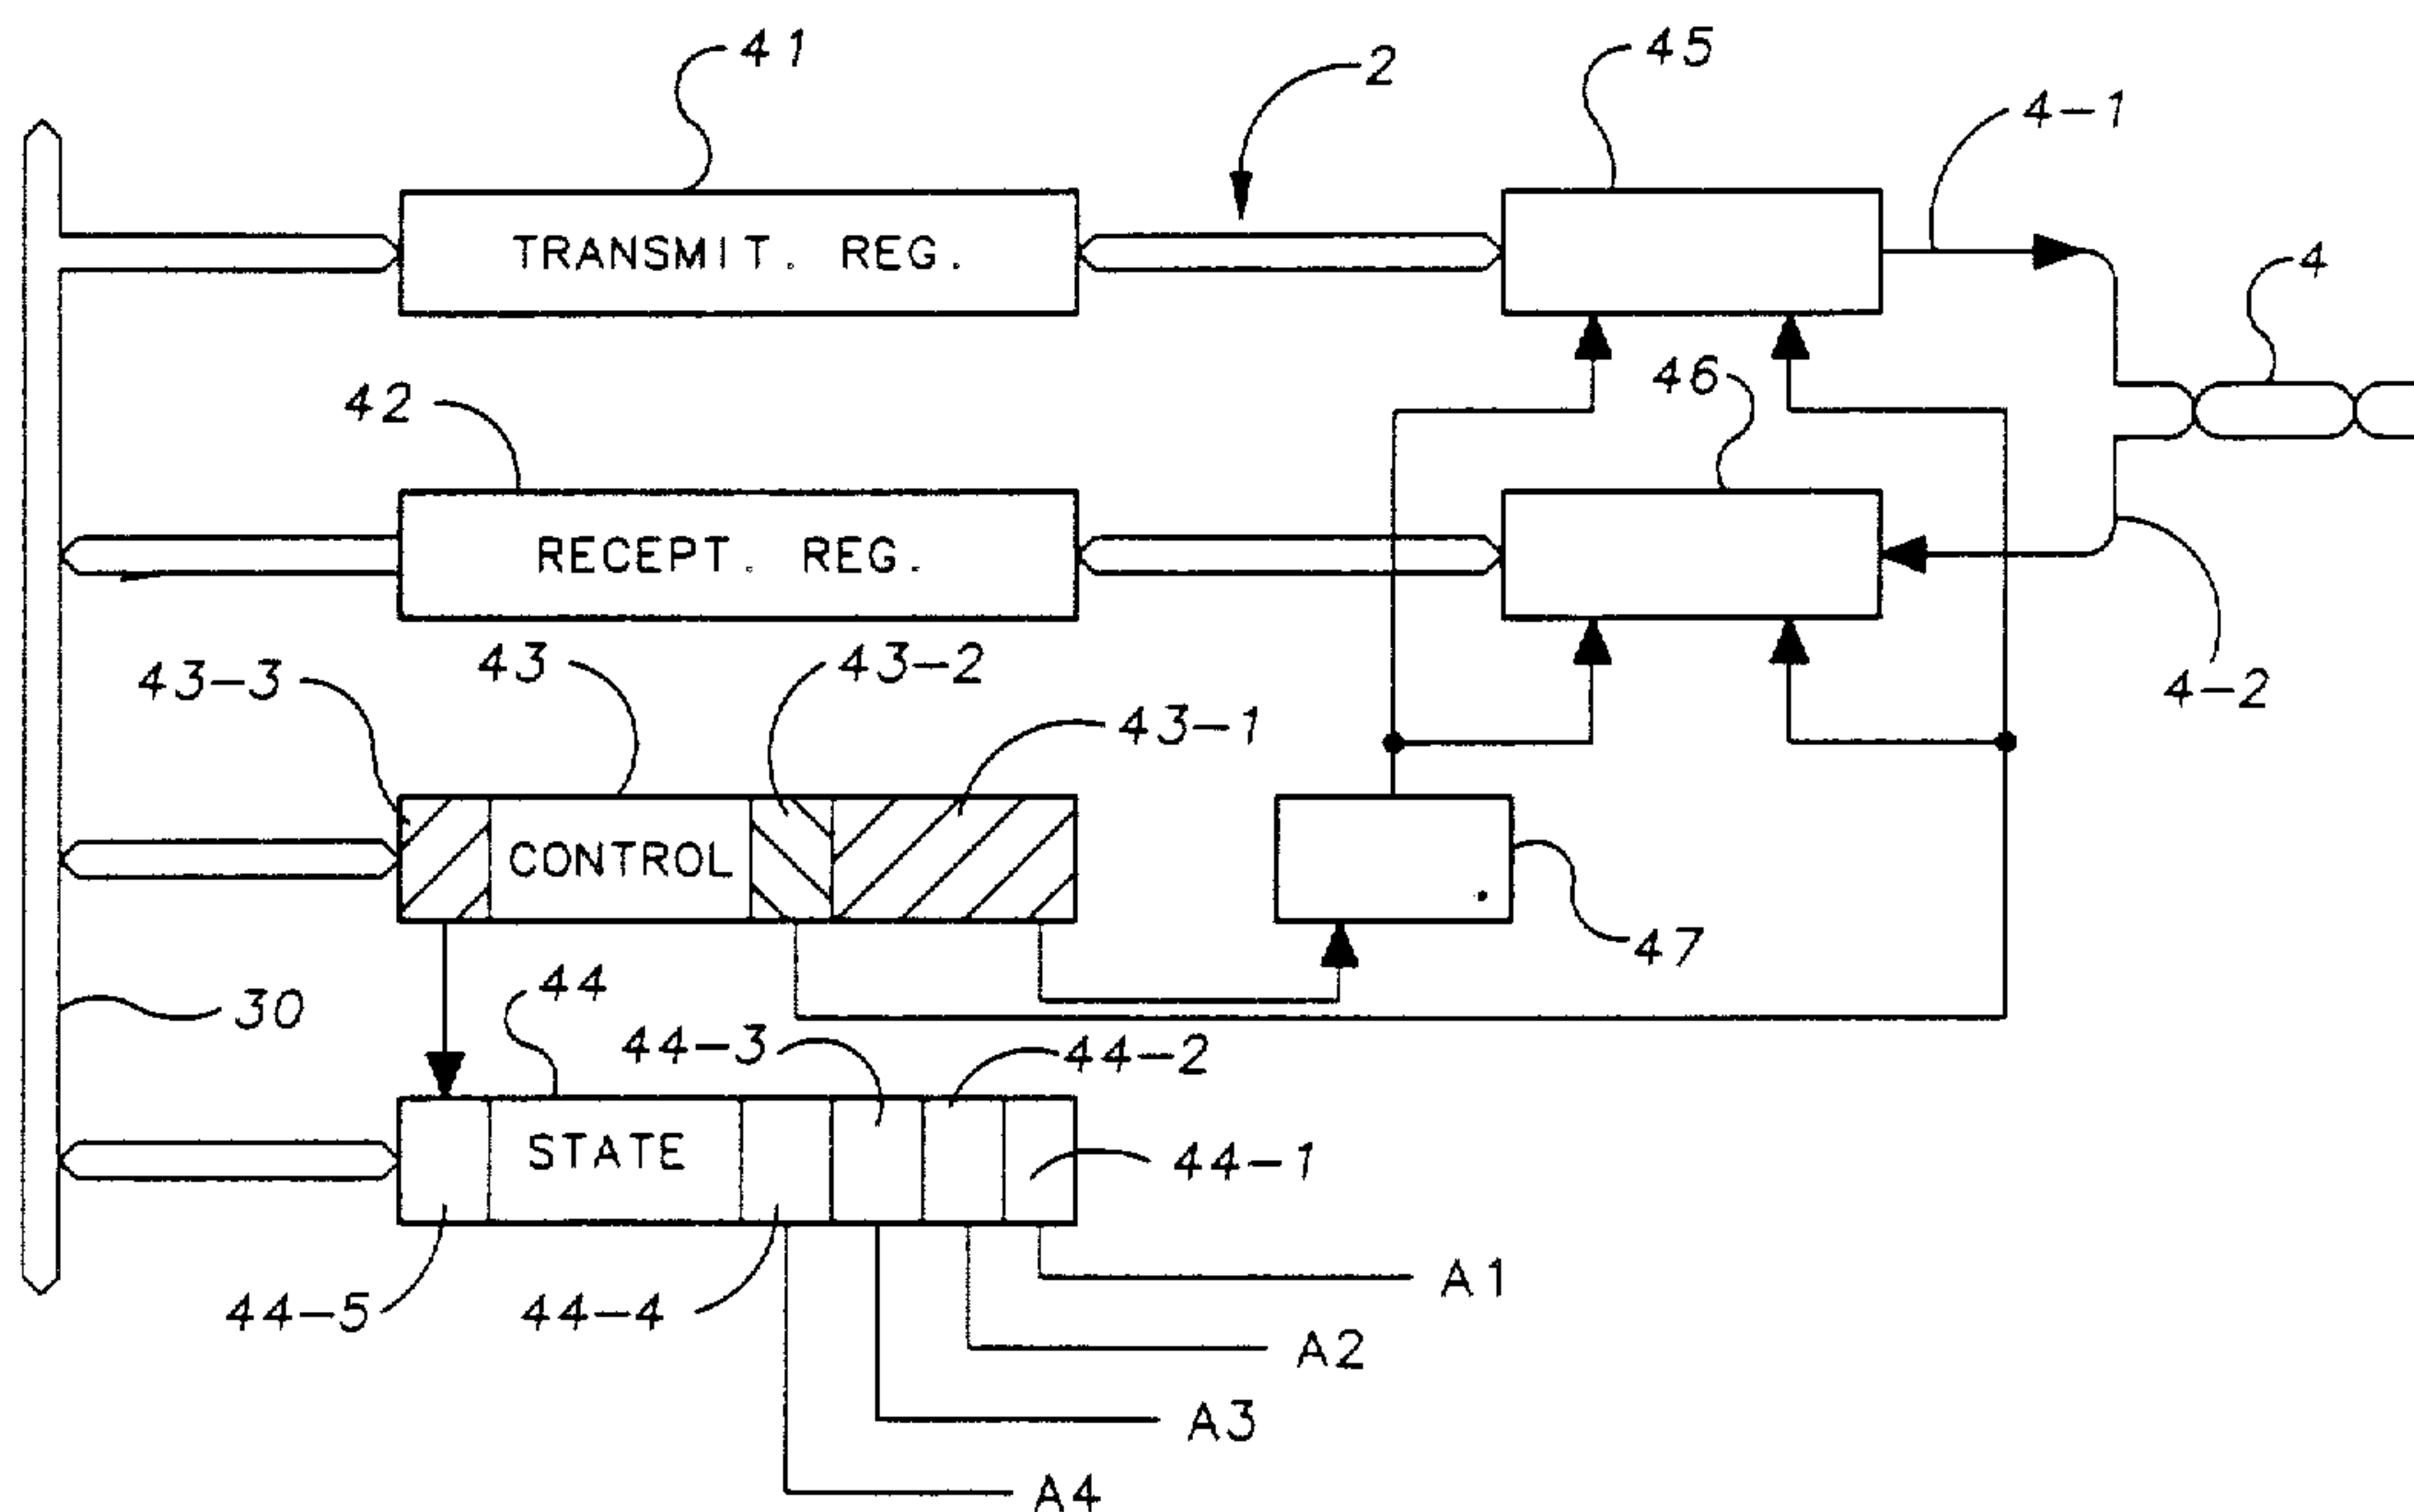 41
2
45
4-1
TRANSMIT. REG.
4
46
42
RECEPT. REG.
43-3
43
43-2
43-1
4-2
CONTROL
47
30
44
44-3
44-2
STATE
44-1
44-5
44-4
A1
A2
A3
A4